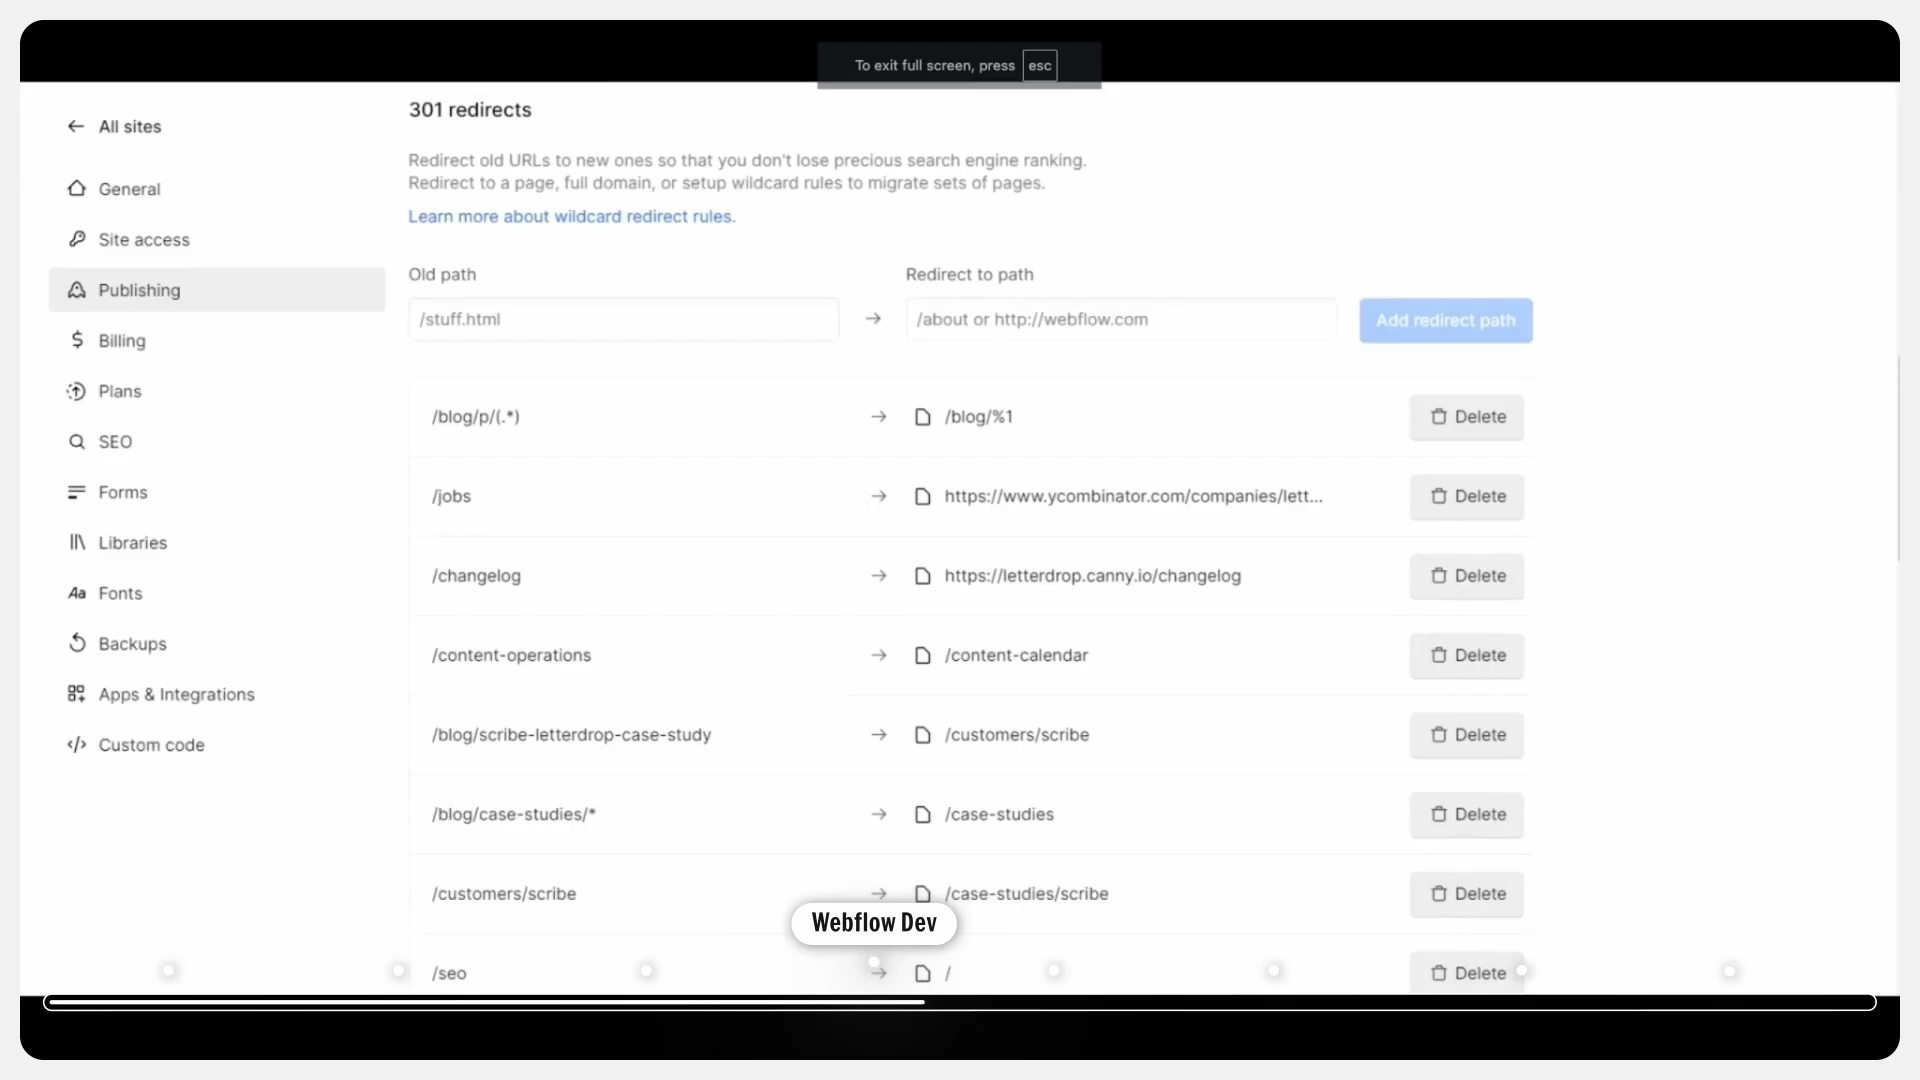 To exit full screen, press esc
301 redirects
← All sites
Redirect old URLs to new ones so that you don't lose precious search engine ranking.
Redirect to a page, full domain, or setup wildcard rules to migrate sets of pages.
Learn more about wildcard redirect rules.
General
Site access
Publishing
Billing
Plans
SEO
Forms
Libraries
Aa Fonts
Backups
Apps & Integrations
</> Custom code
Old path
Redirect to path
/stuff.html → /about or http://webflow.com Add redirect path
/blog/p/(.*) → /blog/%1 Delete
/jobs → https://www.ycombinator.com/companies/lett... Delete
/changelog → https://letterdrop.canny.io/changelog Delete
/content-operations → /content-calendar Delete
/blog/scribe-letterdrop-case-study → /customers/scribe Delete
/blog/case-studies/* → /case-studies Delete
/customers/scribe → /case-studies/scribe Delete
Webflow Dev
/seo → / Delete